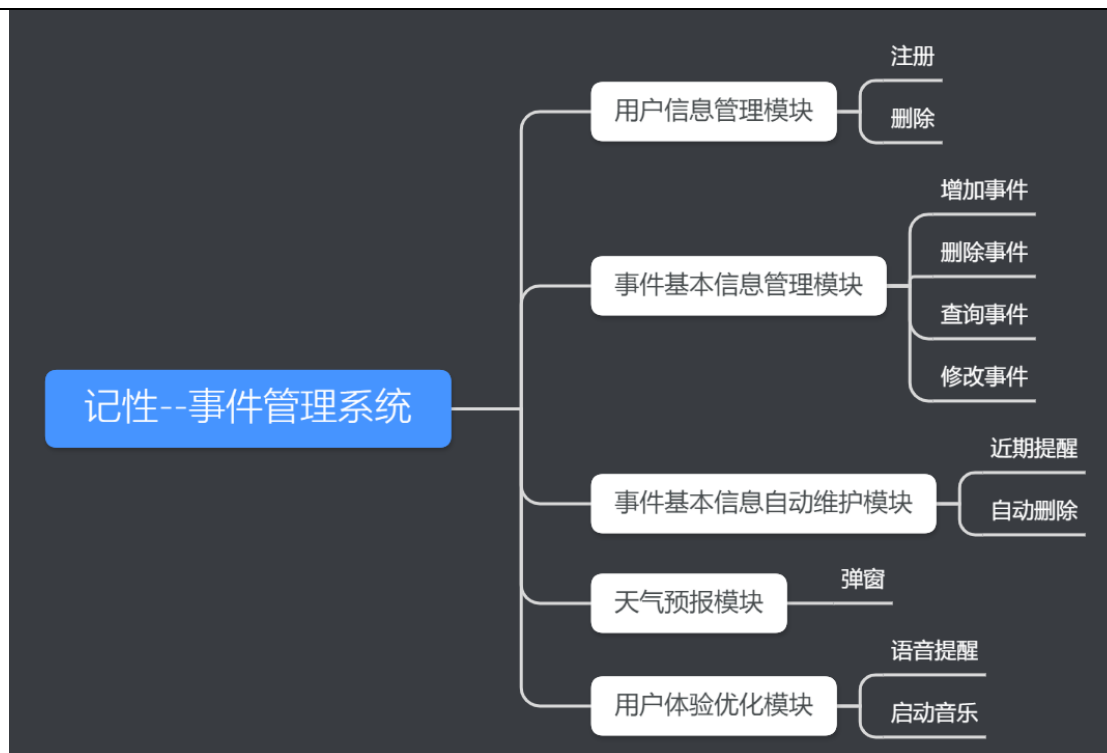 记性--事件管理系统
用户信息管理模块
注册
删除
事件基本信息管理模块
增加事件
删除事件
查询事件
修改事件
事件基本信息自动维护模块
近期提醒
自动删除
天气预报模块
弹窗
用户体验优化模块
语音提醒
启动音乐